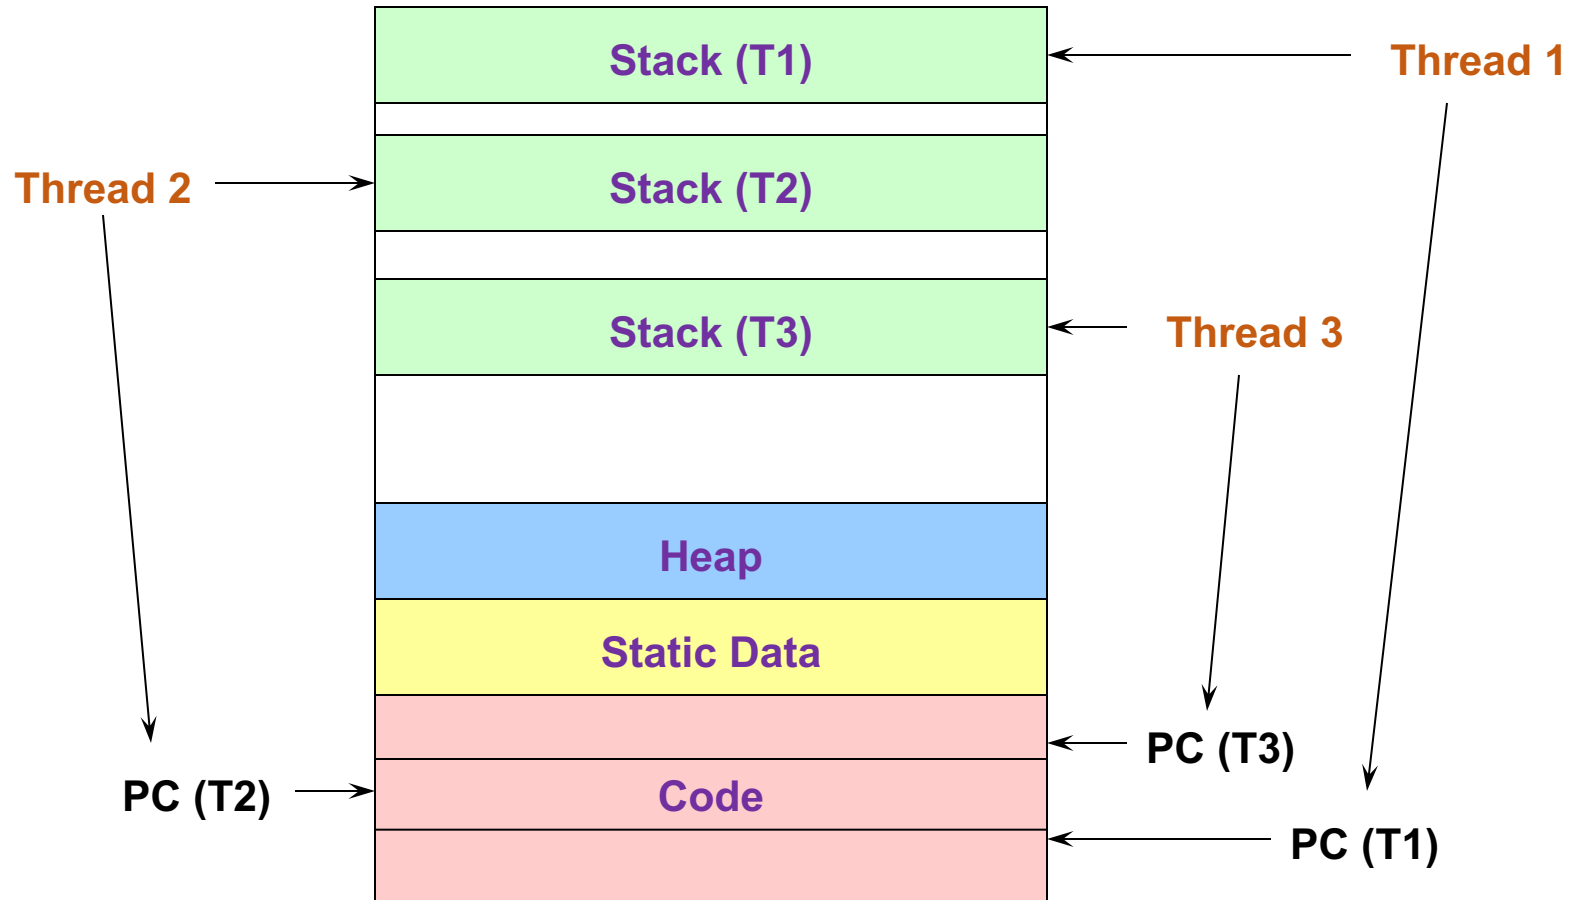 Stack (T1)
Thread 1
Thread 2
Stack (T2)
Stack (T3)
Thread 3
Heap
Static Data
PC (T3)
PC (T2)
Code
PC (T1)